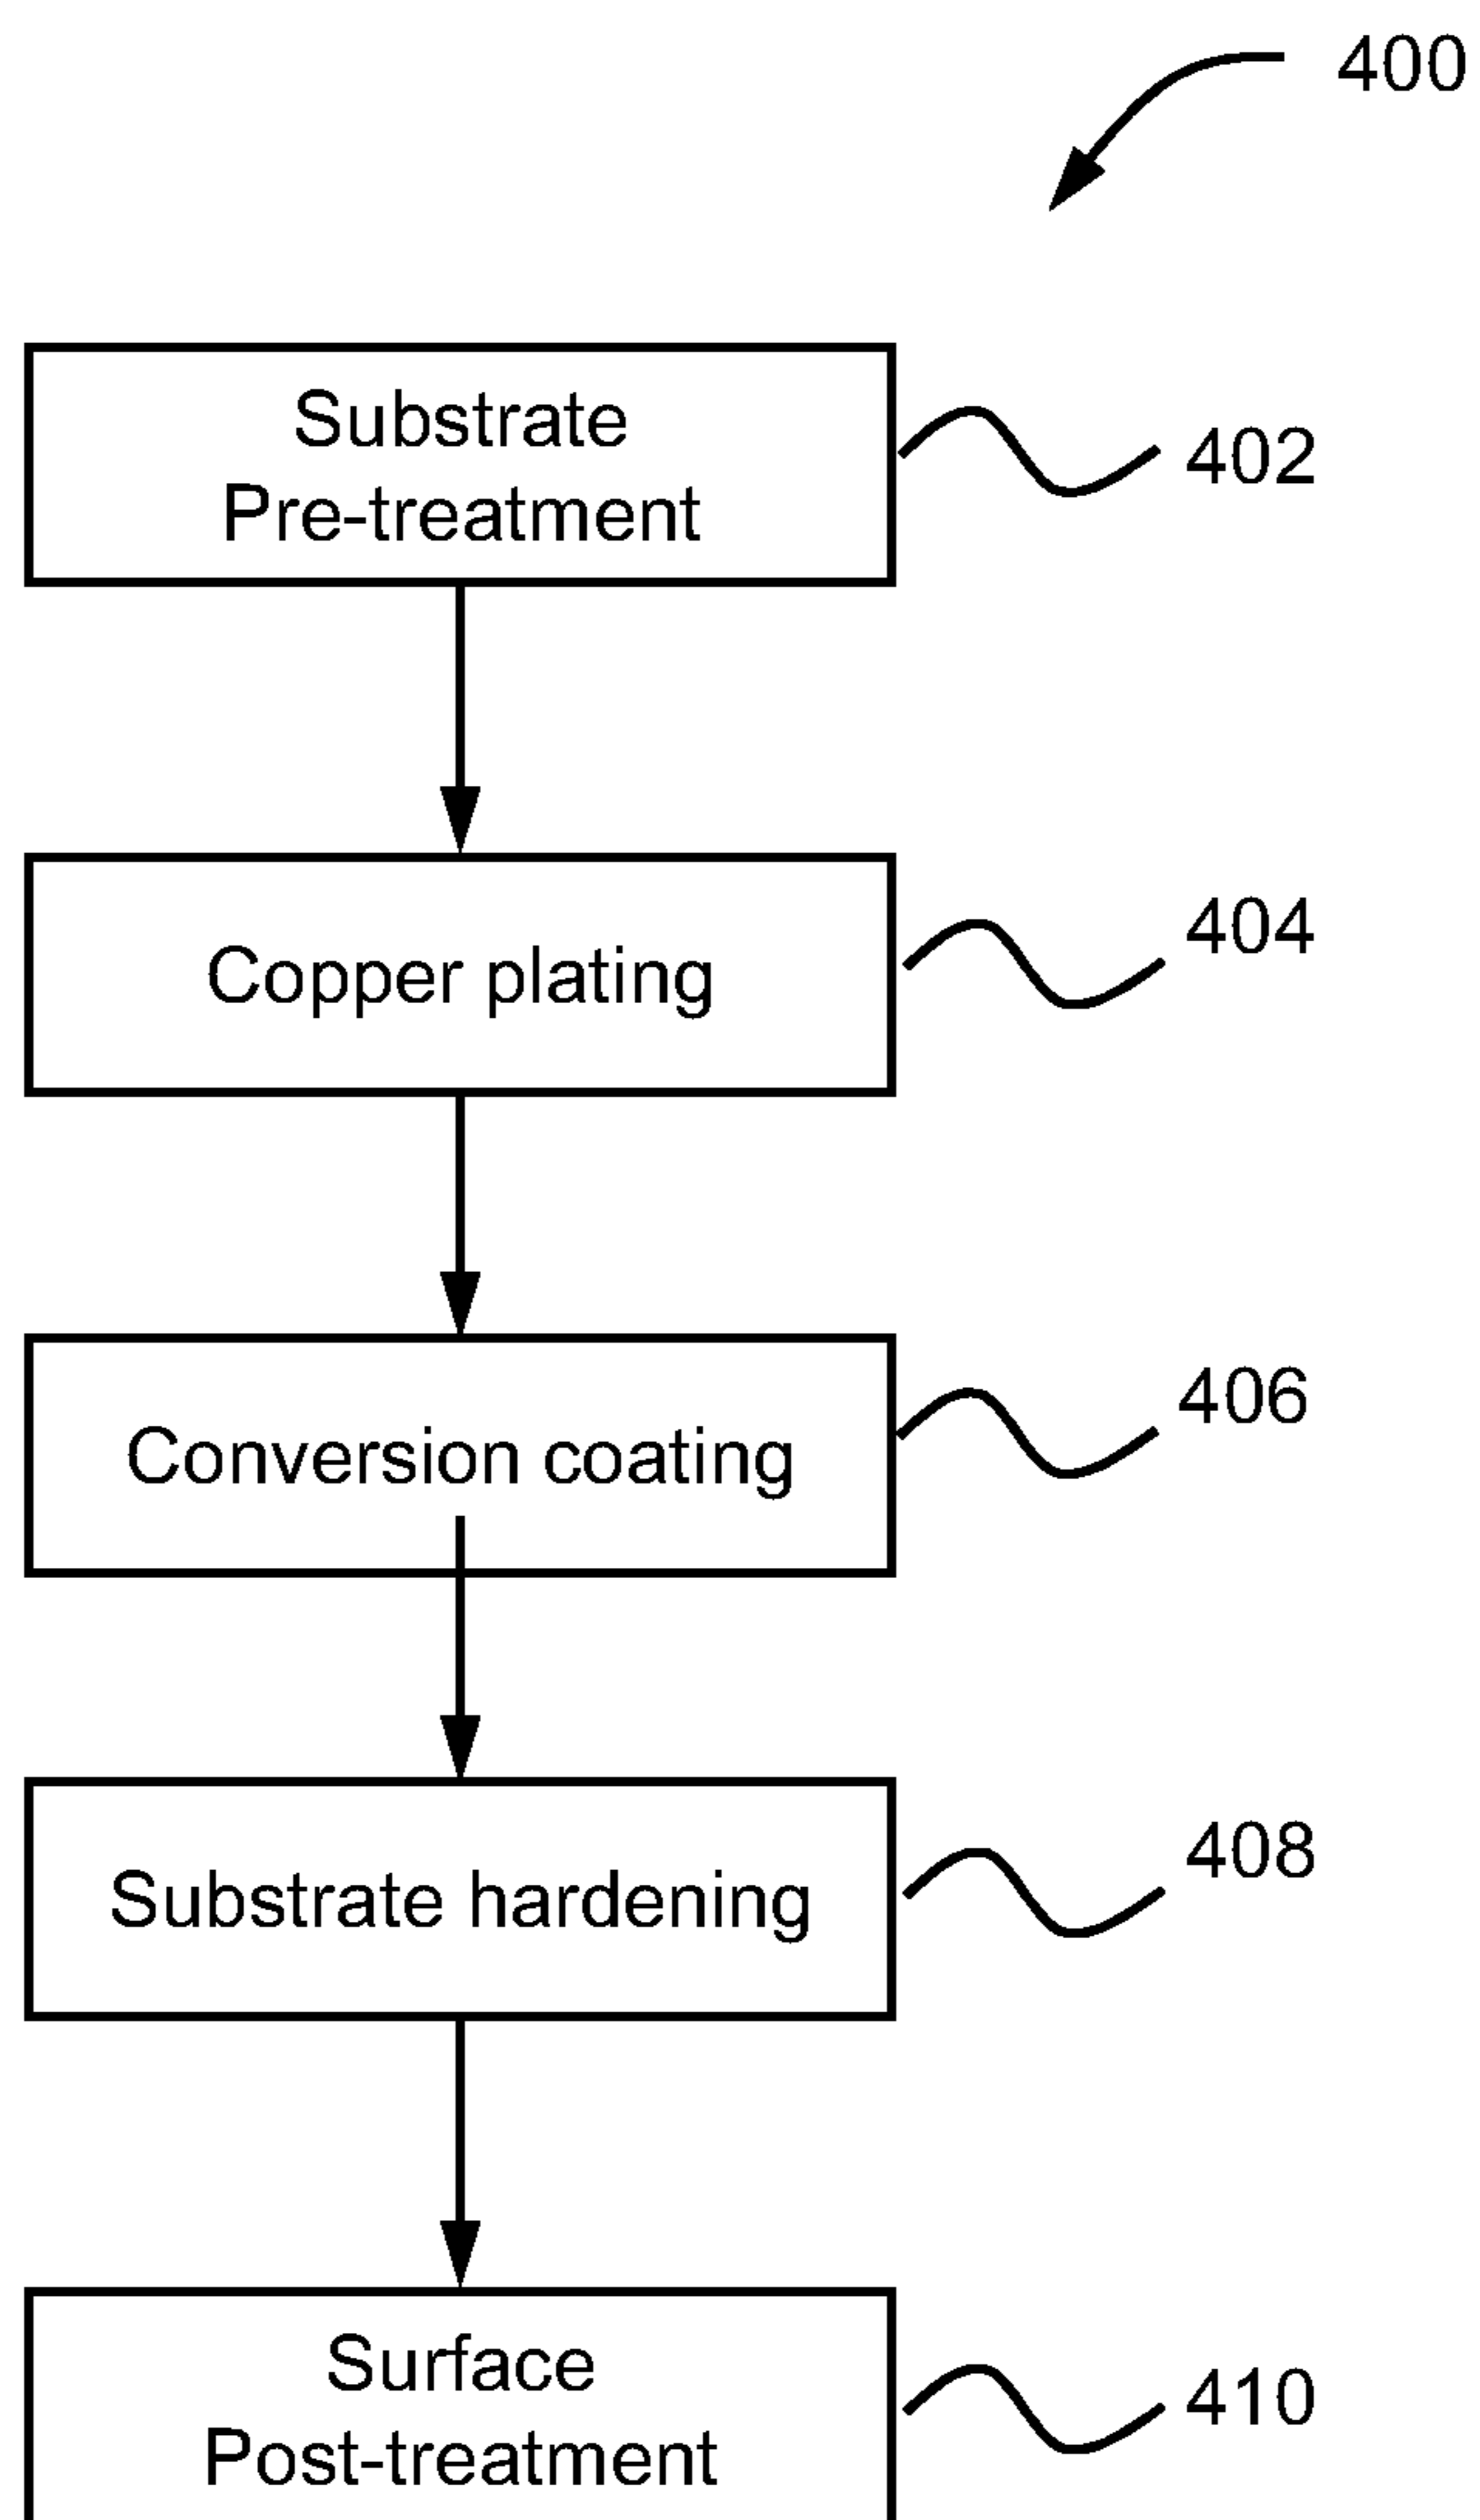 400
Substrate
Pre-treatment
402
Copper plating
404
Conversion coating
406
Substrate hardening
408
Surface
Post-treatment
410